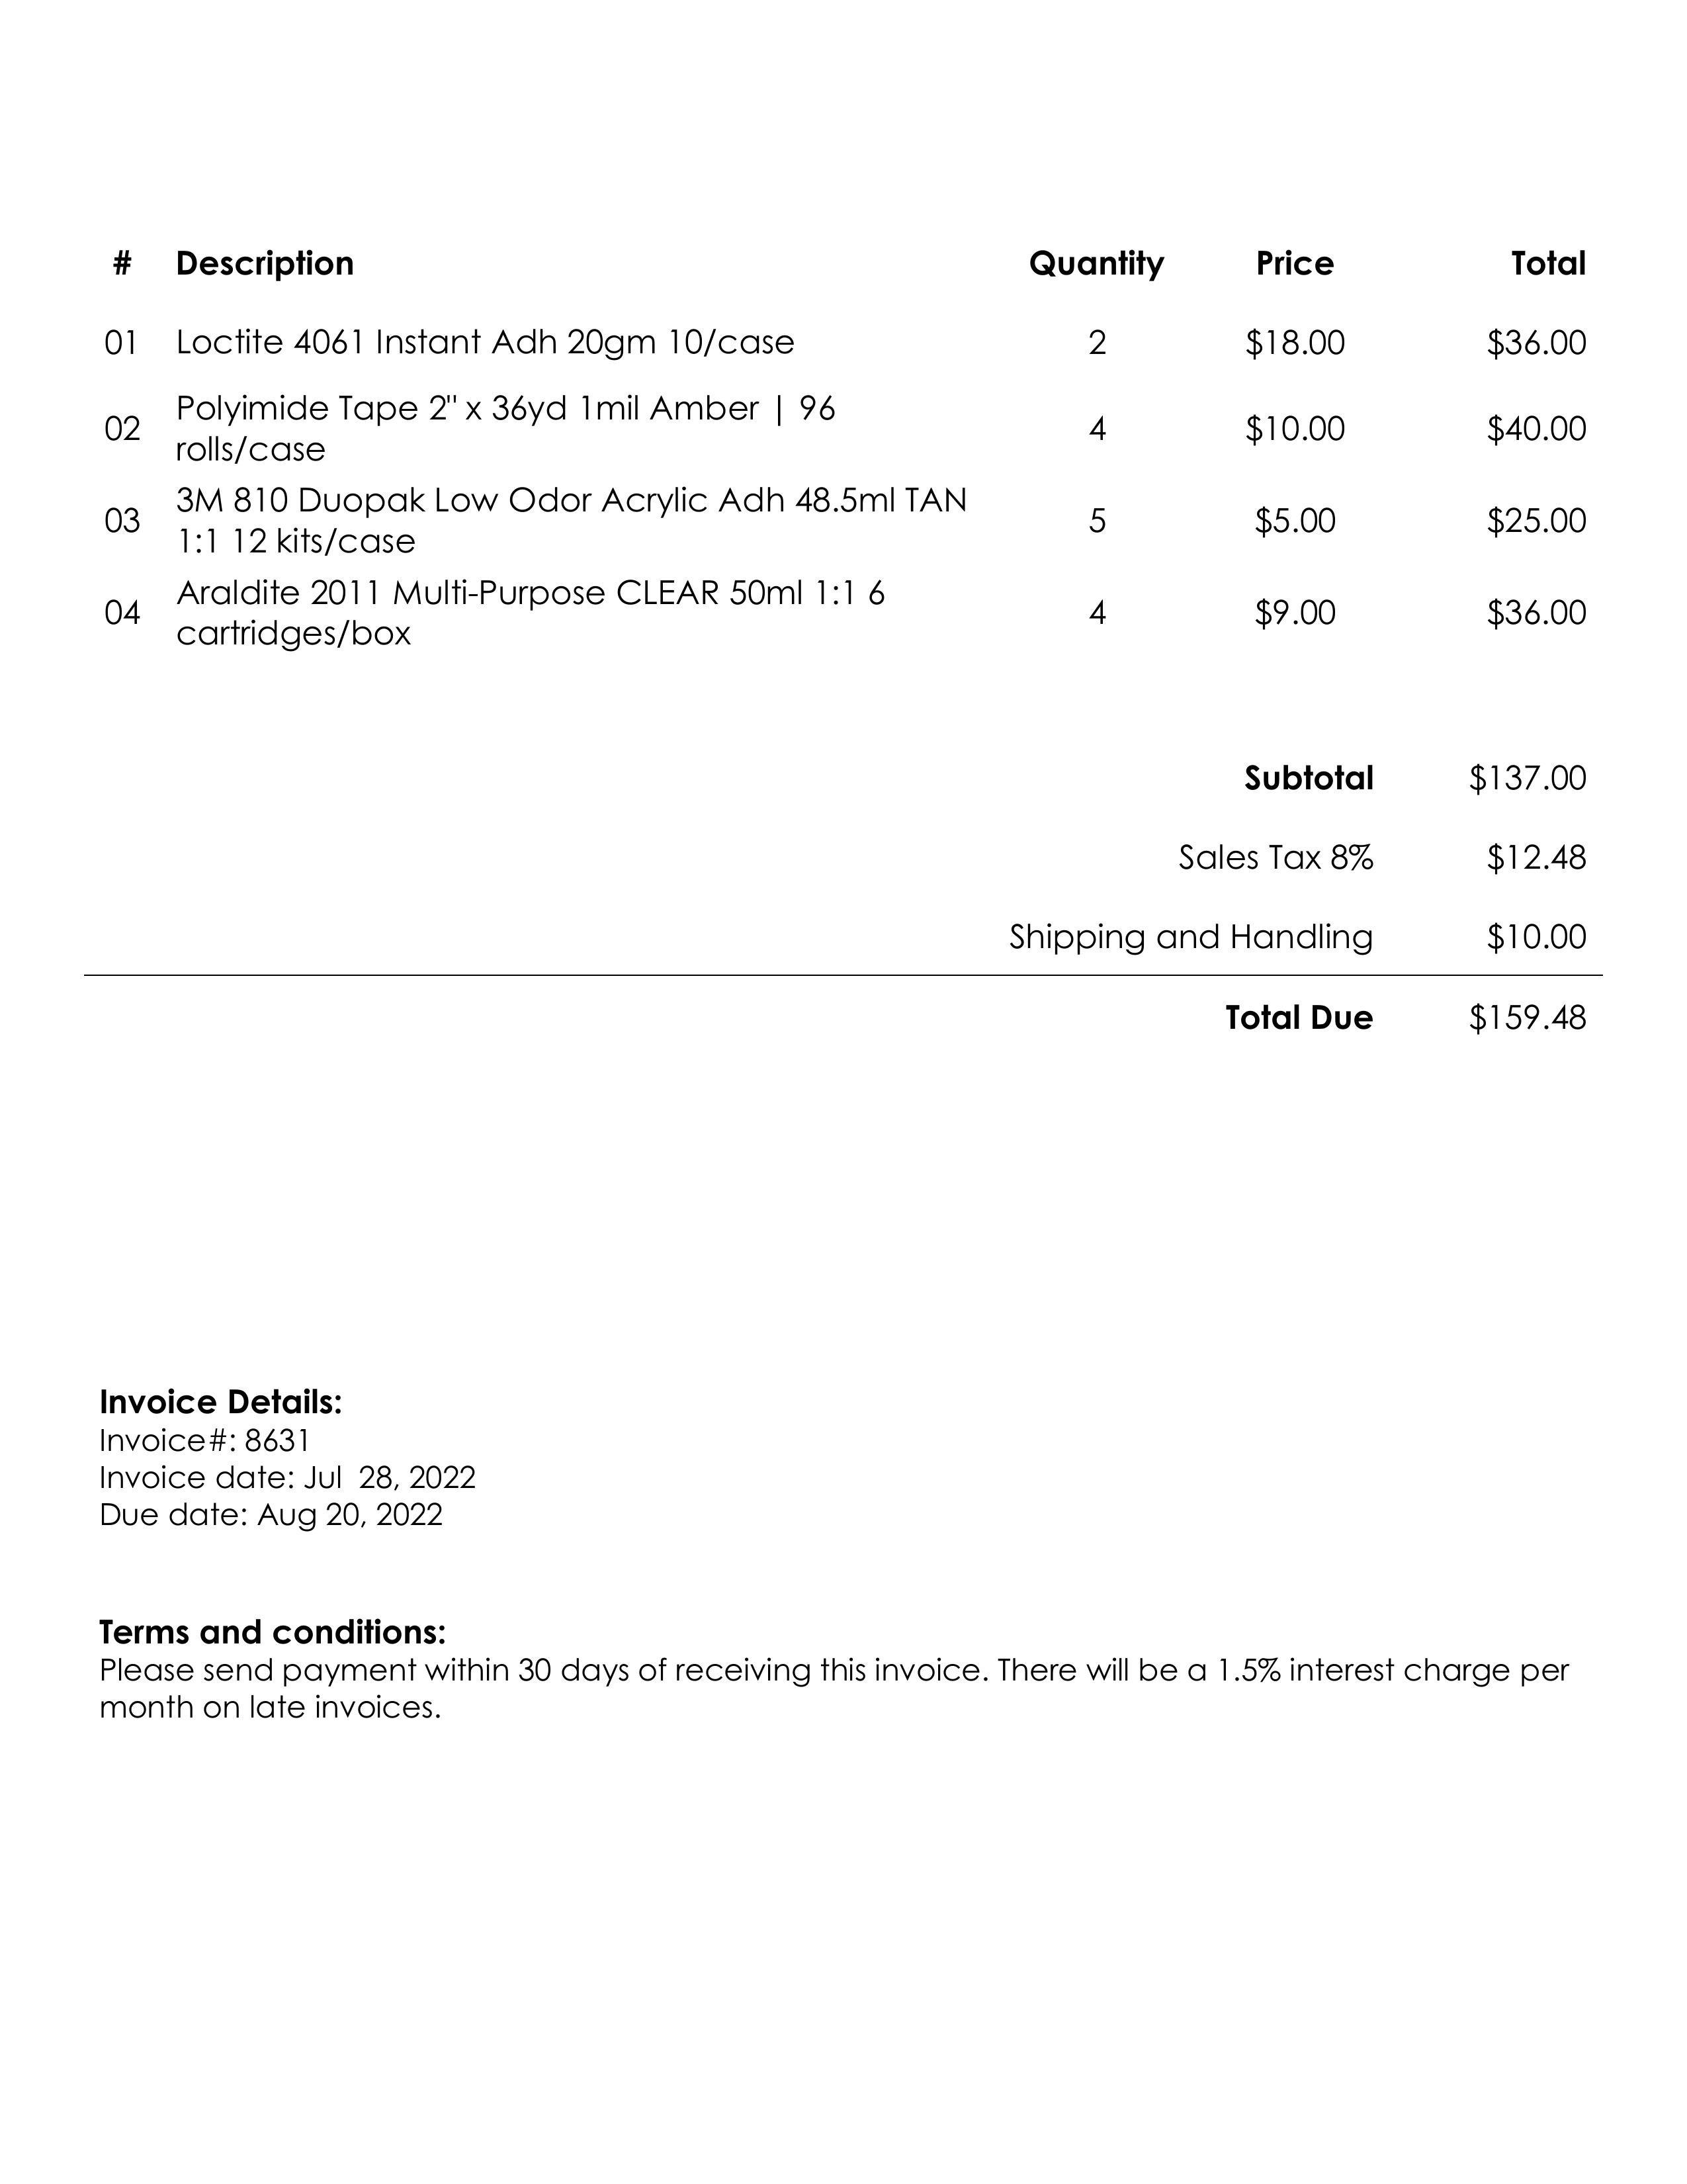 # Description Quantity Price Total
01 Loctite 4061 Instant Adh 20gm 10/case 2 $18.00 $36.00
02 Polyimide Tape 2" x 36yd 1mil Amber | 96
rolls/case 4 $10.00 $40.00
03 3M 810 Duopak Low Odor Acrylic Adh 48.5ml TAN
1:1 12 kits/case 5 $5.00 $25.00
04 Araldite 2011 Multi-Purpose CLEAR 50ml 1:1 6
cartridges/box 4 $9.00 $36.00
Subtotal $137.00
Sales Tax 8% $12.48
Shipping and Handling $10.00
Total Due $159.48
Invoice Details:
Invoice#: 8631
Invoice date: Jul  28, 2022
Due date: Aug 20, 2022
Terms and conditions:
Please send payment within 30 days of receiving this invoice. There will be a 1.5% interest charge per
month on late invoices.